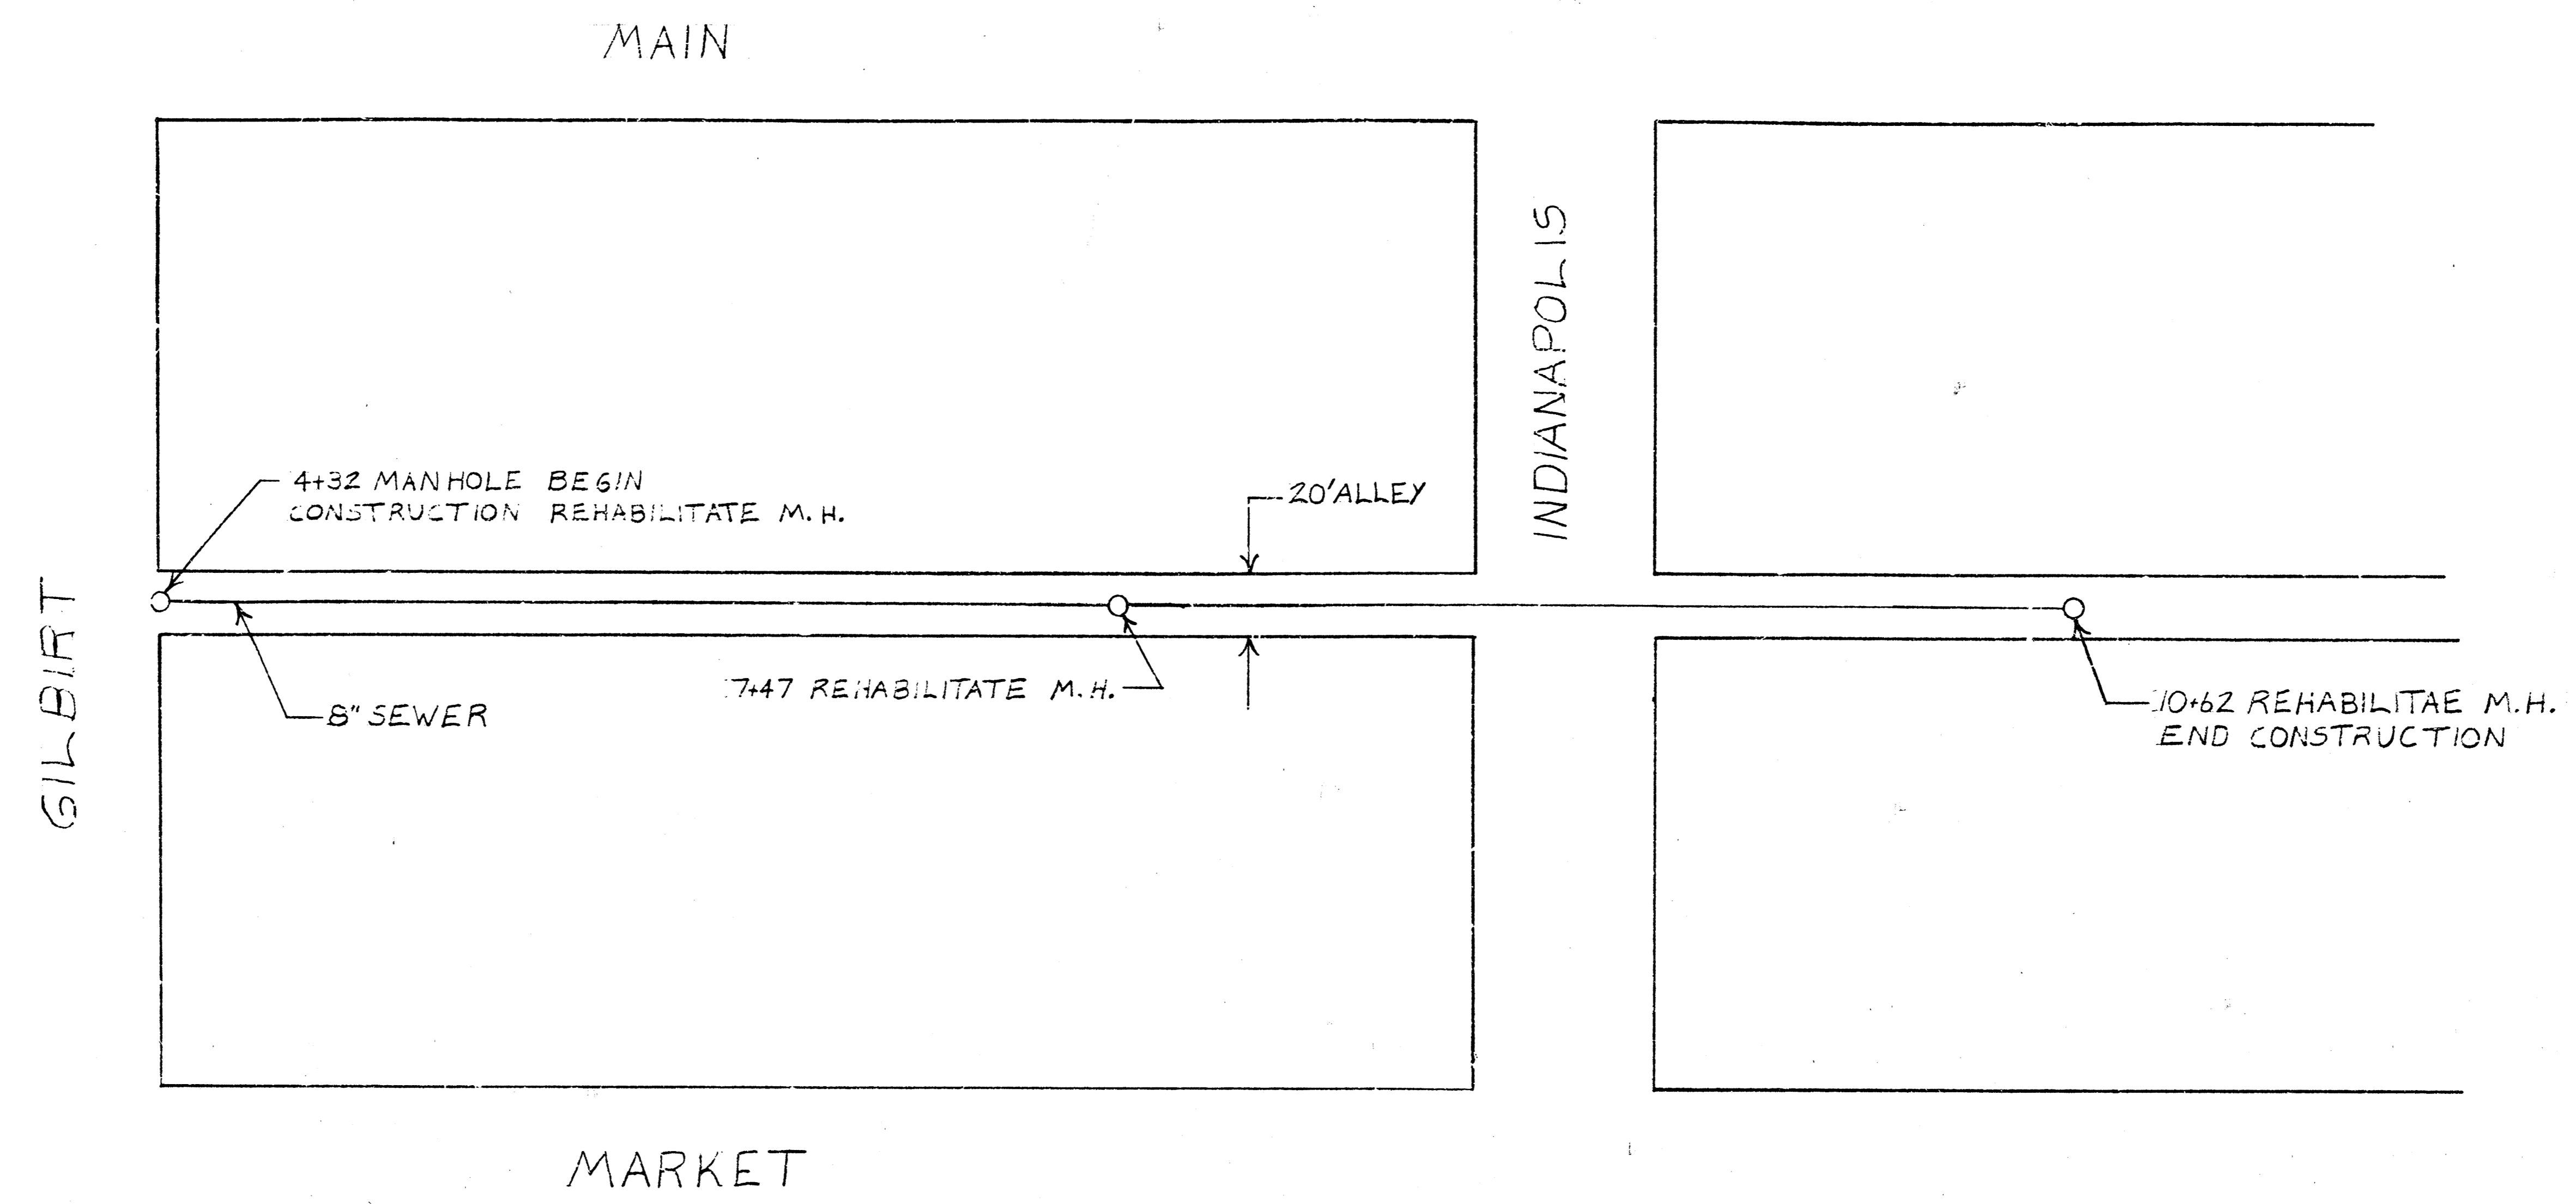 MAIN
INDIANAPOLIS
4+32 MANHOLE BEGIN
CONSTRUCTION REHABILITATE M.H.
20' ALLEY
GILBIRT
7+47 REHABILITATE M.H.
8" SEWER
10+62 REHABILITAE M.H.
END CONSTRUCTION
MARKET